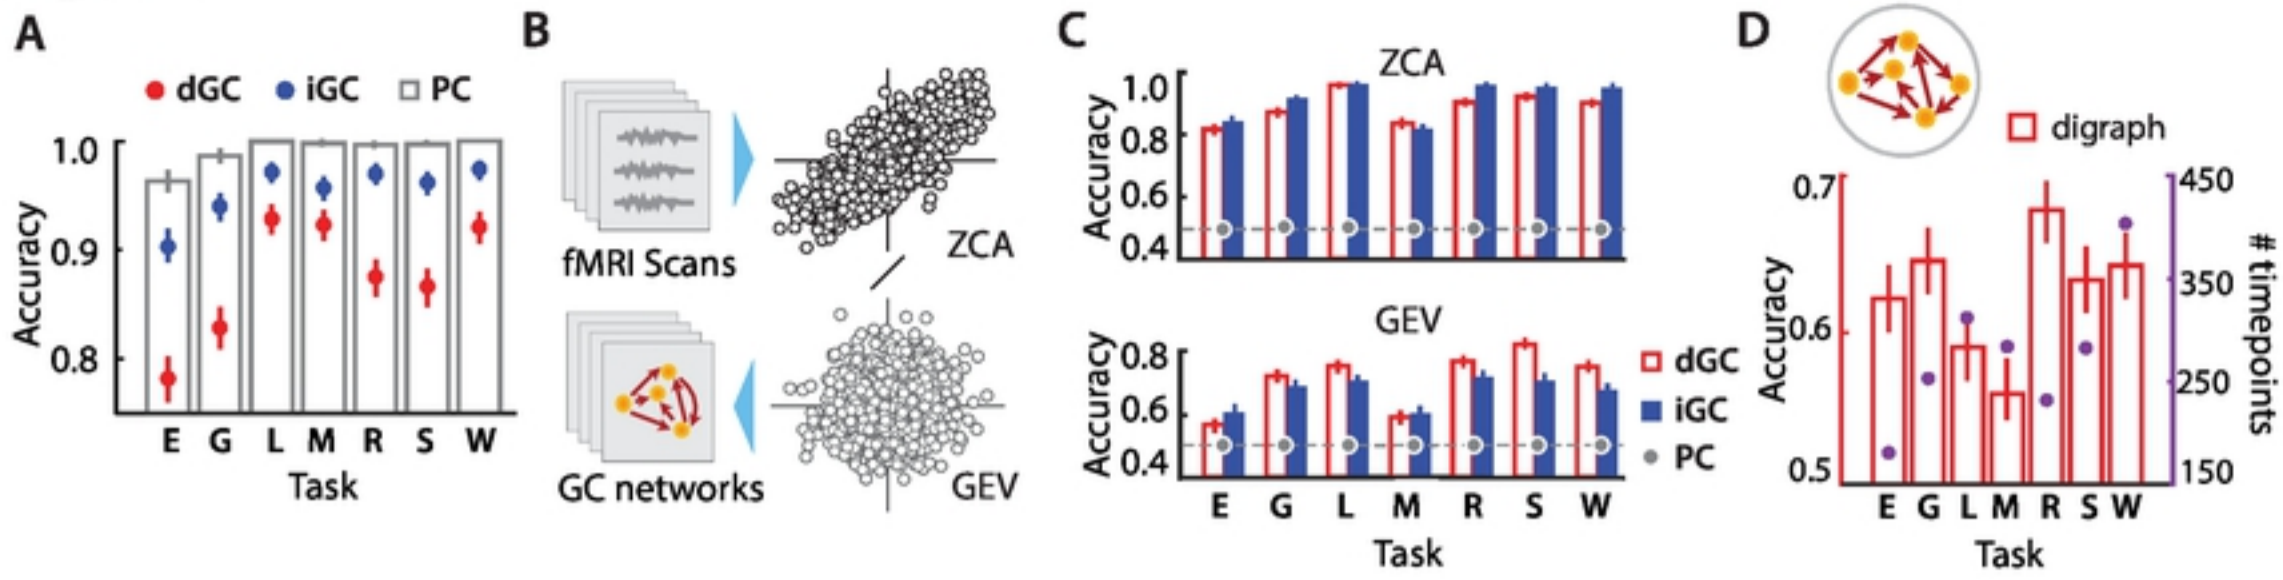 A
dGC iGC PC
1.0
0.9
0.8
Accuracy
E G L M R S W
Task
B
fMRI Scans
ZCA
GC networks
GEV
C
ZCA
1.0
0.8
0.6
0.4
Accuracy
GEV
0.8
0.6
0.4
Accuracy
dGC
iGC
PC
E G L M R S W
Task
D
digraph
0.7
0.6
0.5
Accuracy
450
350
250
150
# timepoints
E G L M R S W
Task